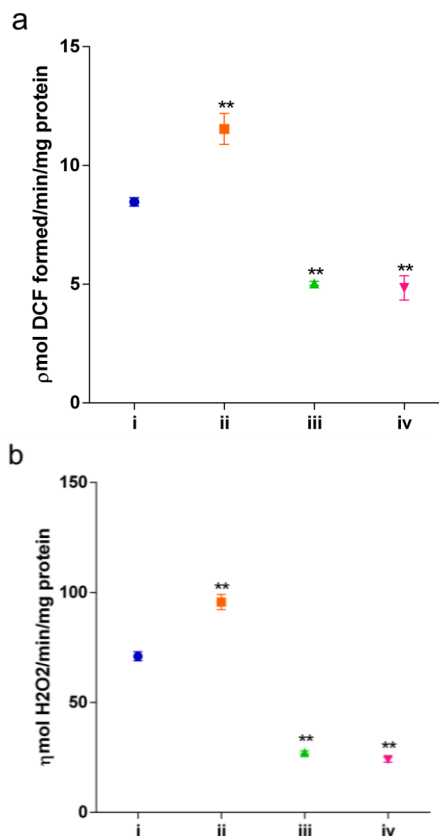 a
ρmol DCF formed/min/mg protein
15
10
5
0
**
**
**
i ii iii iv
b
ηmol H2O2/min/mg protein
150
100
50
0
**
**
**
i ii iii iv